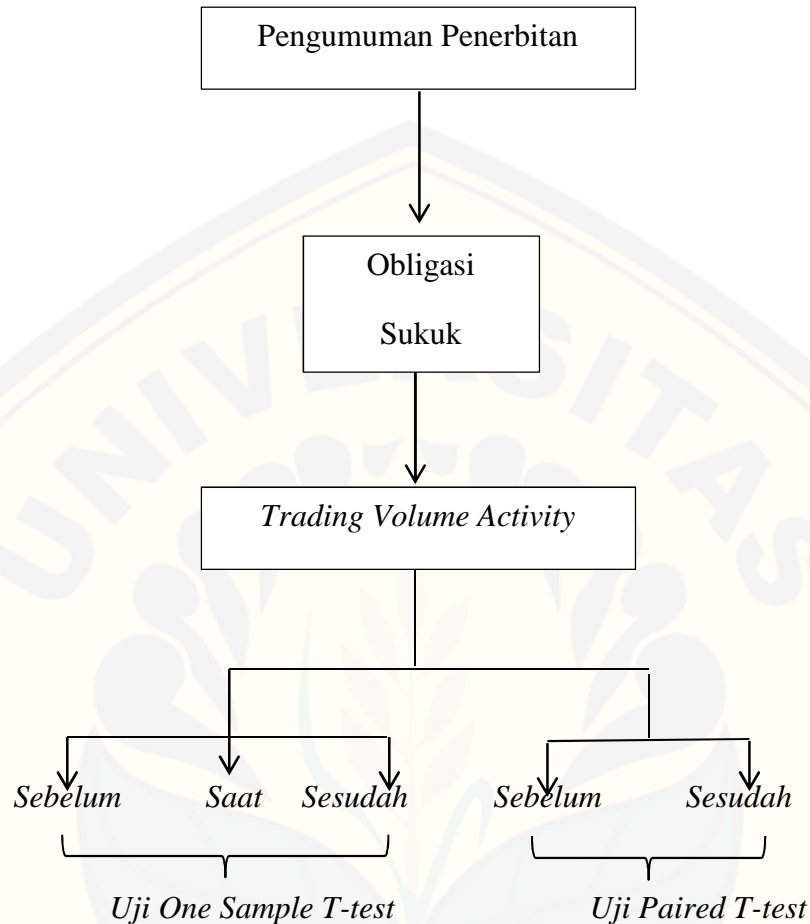 Pengumuman Penerbitan
Obligasi
Sukuk
Trading Volume Activity
UNIVERSITAS
Sebelum Saat Sesudah Sebelum Sesudah
Uji One Sample T-test Uji Paired T-test